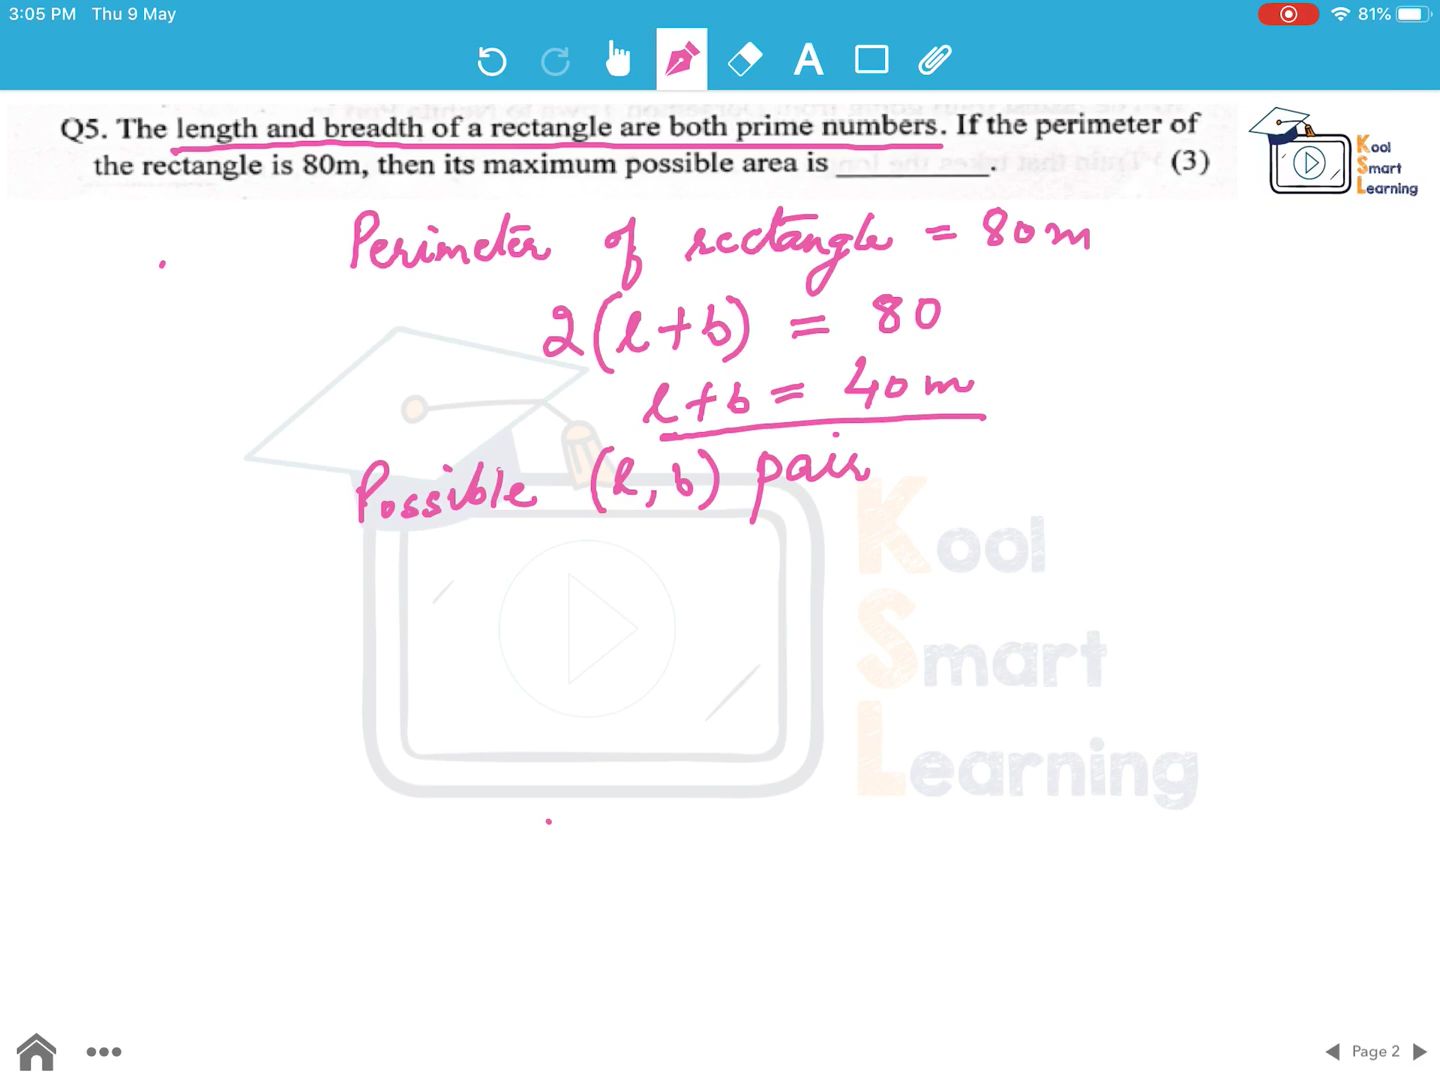 3:05 PM Thu 9 May
81%
A
Q5. The length and breadth of a rectangle are both prime numbers. If the perimeter of
the rectangle is 80m, then its maximum possible area is __________. (3)
Kool
Smart
Learning
Perimeter of rectangle = 80m
2(l+b) = 80
l+b = 40m
Possible (l, b) pair
Kool
Smart
Learning
Page 2